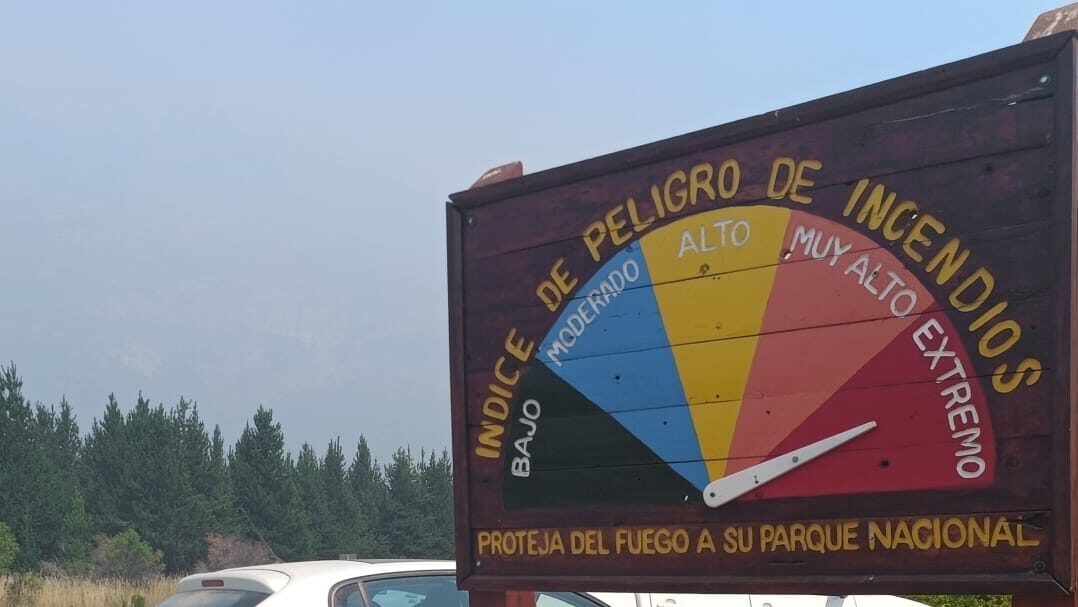 INDICE DE PELIGRO DE INCENDIOS
BAJO
MODERADO
ALTO
MUY ALTO
EXTREMO
PROTEJA DEL FUEGO A SU PARQUE NACIONAL